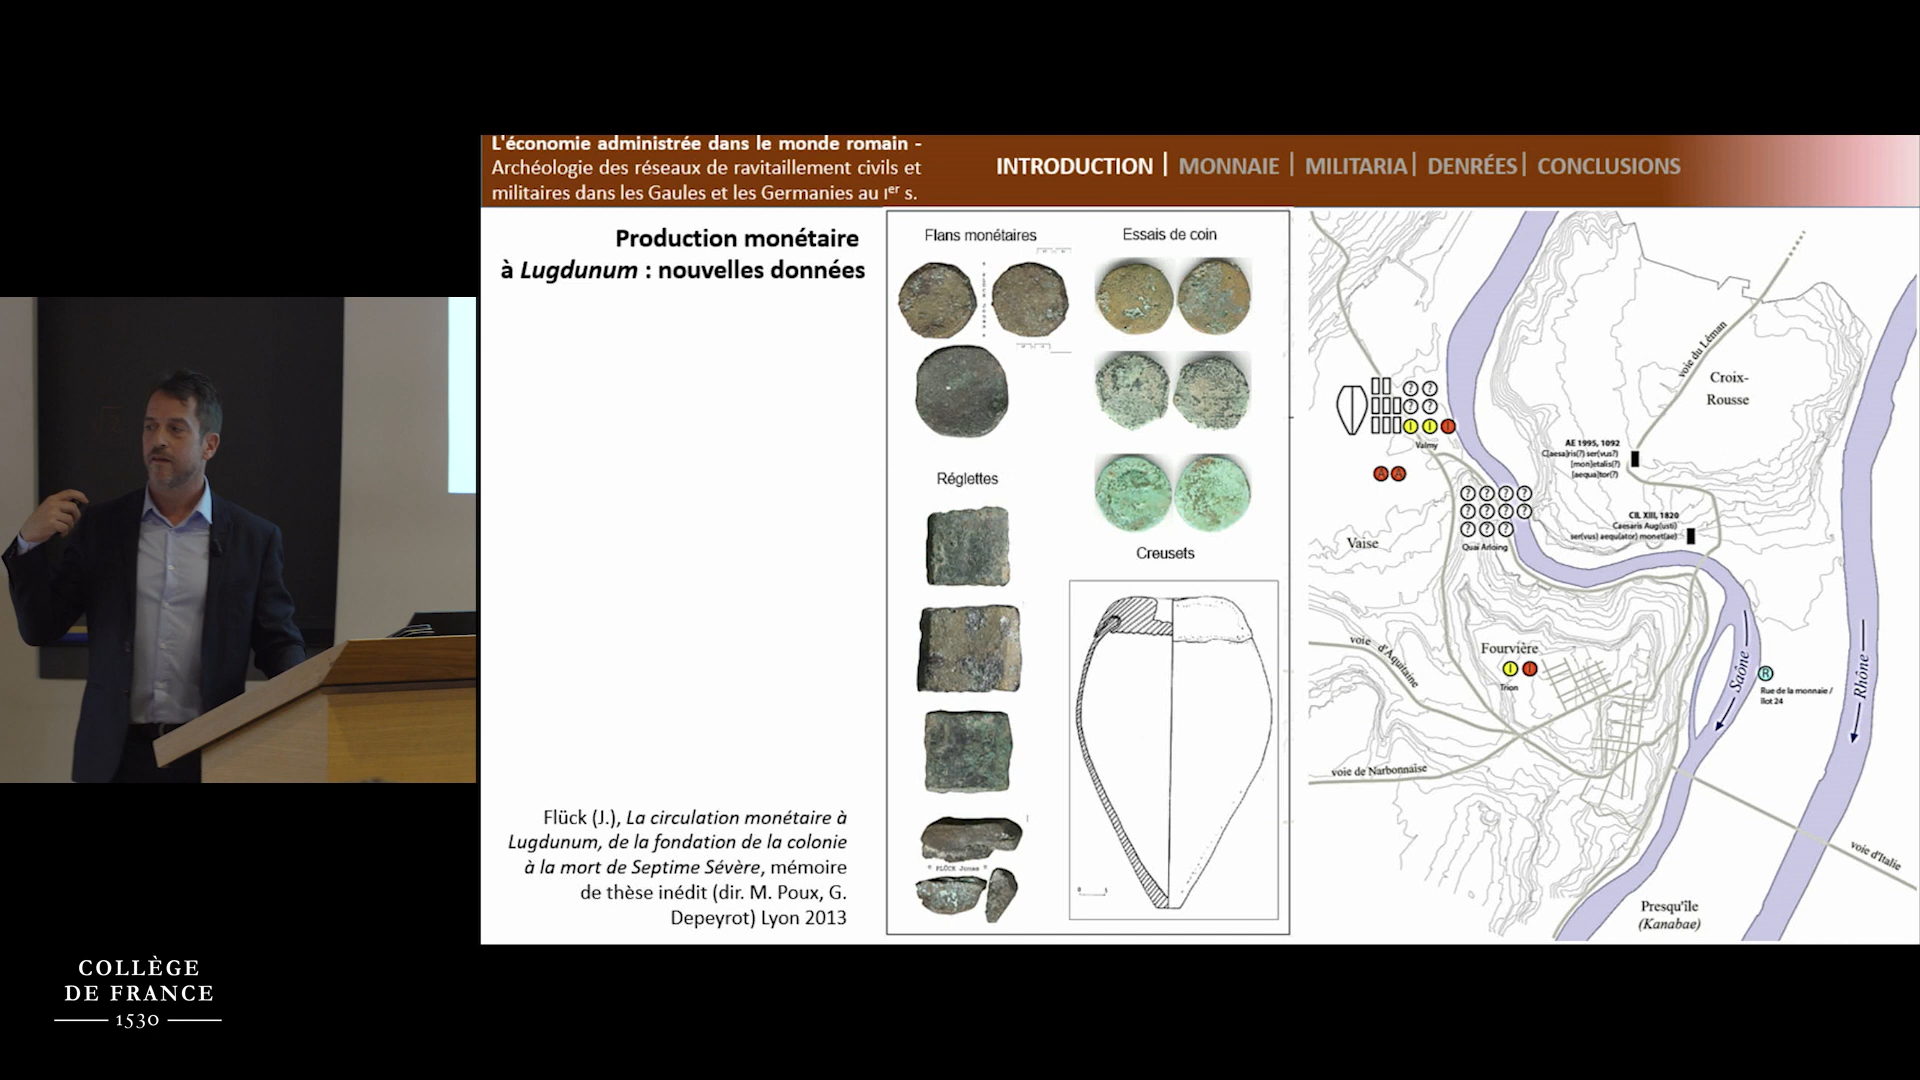 L'économie administrée dans le monde romain -
Archéologie des réseaux de ravitaillement civils et
militaires dans les Gaules et les Germanies au Ier s.
INTRODUCTION | MONNAIE | MILITARIA | DENRÉES | CONCLUSIONS
Production monétaire
à Lugdunum : nouvelles données
Flück (J.), La circulation monétaire à
Lugdunum, de la fondation de la colonie
à la mort de Septime Sévère, mémoire
de thèse inédit (dir. M. Poux, G.
Depeyrot) Lyon 2013
Flans monétaires
Essais de coin
Réglettes
Creusets
* FLÜCK Jonas *
voie du Léman
Croix-
Rousse
? ?
? ?
I I I
Valmy
A A
AE 1995, 1092
C[aesa]ris(?) ser(vus?)
[mon]etalis(?)
[aequa]tor(?)
? ? ? ?
? ? ? ?
? ? ?
Quai Arloing
CIL XIII, 1820
Caesaris Aug(usti)
ser(vus) aequ(ator) monet(ae)
Vaise
voie d'Aquitaine
Fourvière
I I
Trion
Saône
R
Rue de la monnaie /
îlot 24
Rhône
voie de Narbonnaise
voie d'Italie
Presqu'île
(Kanabae)
COLLÈGE
DE FRANCE
1530